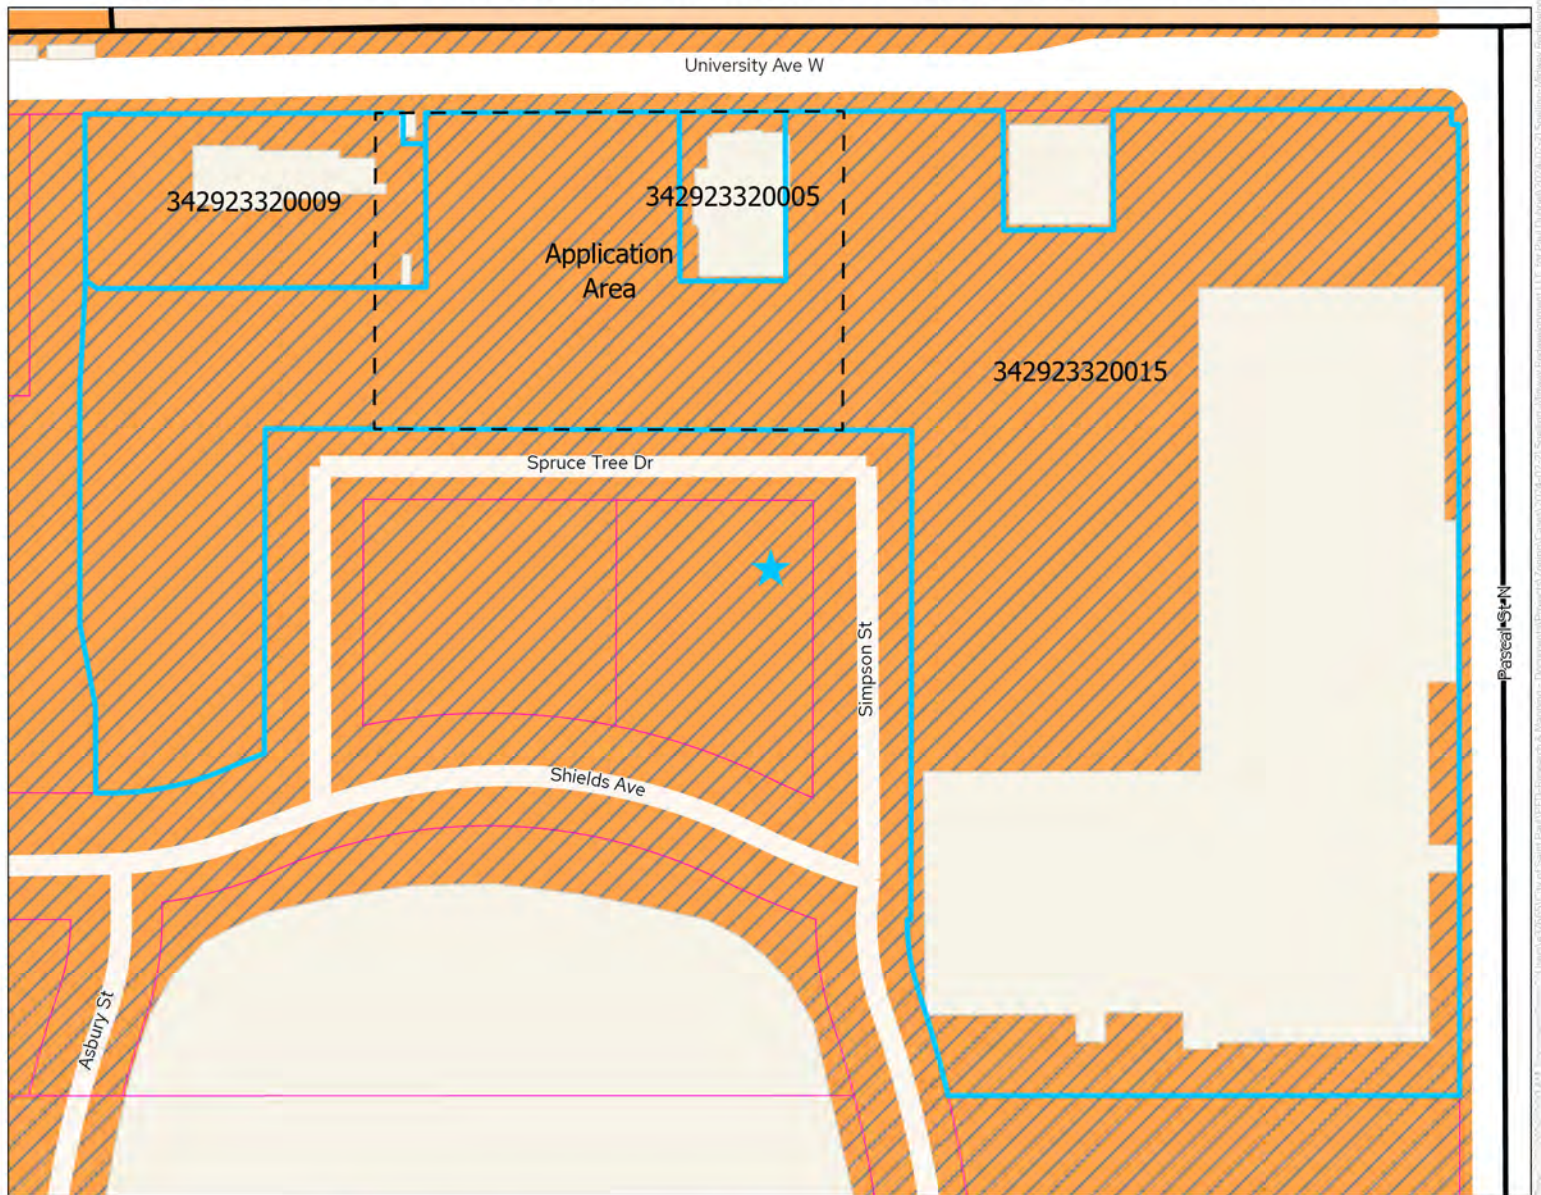 University Ave W
342923320009
342923320005
Application
Area
342923320015
Spruce Tree Dr
Simpson St
Pascal St N
Shields Ave
Asbury St